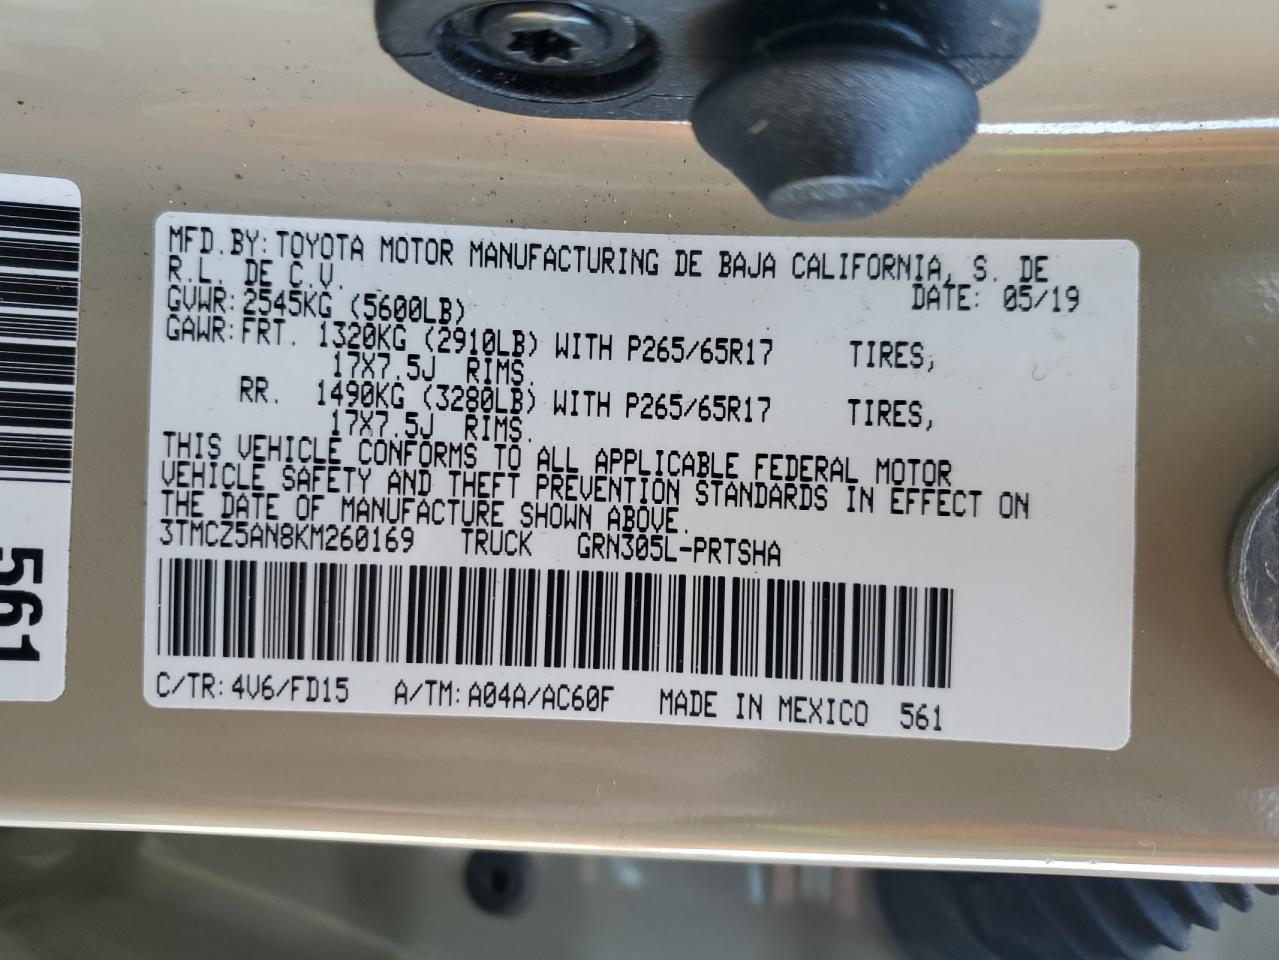 MFD.BY: TOYOTA MOTOR MANUFACTURING DE BAJA CALIFORNIA, S. DE
R.L. DE C.V. DATE: 05/19
GVWR: 2545KG (5600LB)
GAWR: FRT. 1320KG (2910LB) WITH P265/65R17 TIRES,
17X7.5J RIMS.
RR. 1490KG (3280LB) WITH P265/65R17 TIRES,
17X7.5J RIMS.
THIS VEHICLE CONFORMS TO ALL APPLICABLE FEDERAL MOTOR
VEHICLE SAFETY AND THEFT PREVENTION STANDARDS IN EFFECT ON
THE DATE OF MANUFACTURE SHOWN ABOVE.
3TMCZ5AN8KM260169 TRUCK GRN305L-PRTSHA
C/TR: 4V6/FD15 A/TM: A04A/AC60F MADE IN MEXICO 561
561